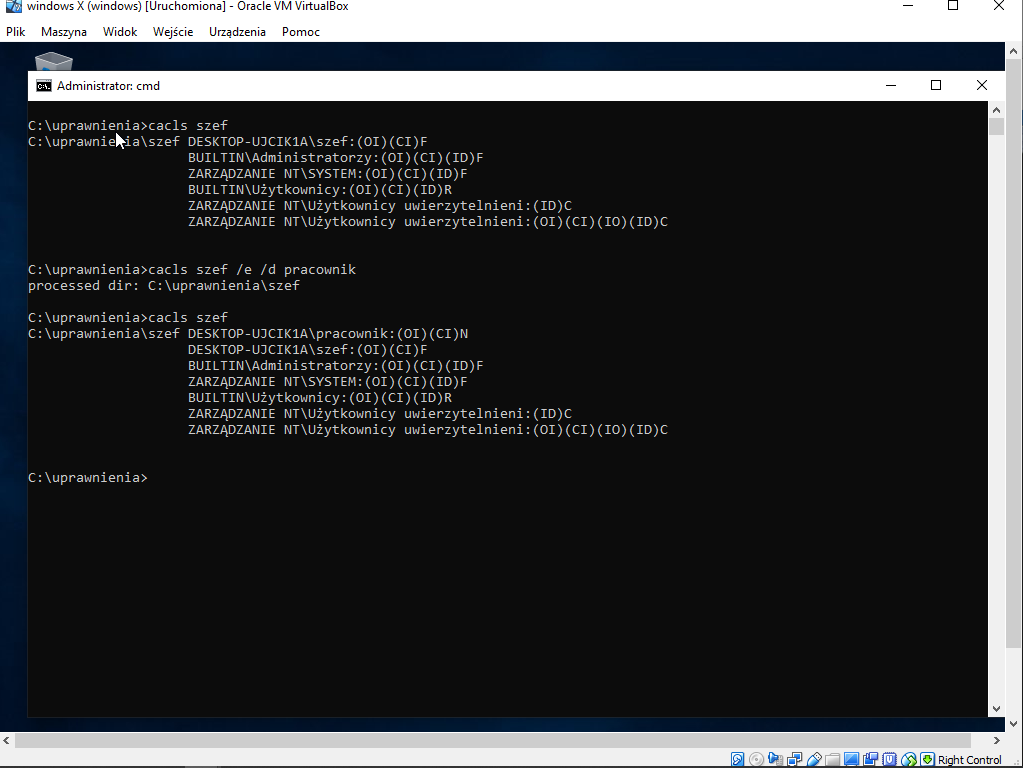 windows X (windows) [Uruchomiona] - Oracle VM VirtualBox
Plik Maszyna Widok Wejście Urządzenia Pomoc
Administrator: cmd
C:\uprawnienia>cacls szef
C:\uprawnienia\szef DESKTOP-UJCIK1A\szef:(OI)(CI)F
BUILTIN\Administratorzy:(OI)(CI)(ID)F
ZARZĄDZANIE NT\SYSTEM:(OI)(CI)(ID)F
BUILTIN\Użytkownicy:(OI)(CI)(ID)R
ZARZĄDZANIE NT\Użytkownicy uwierzytelnieni:(ID)C
ZARZĄDZANIE NT\Użytkownicy uwierzytelnieni:(OI)(CI)(IO)(ID)C
C:\uprawnienia>cacls szef /e /d pracownik
processed dir: C:\uprawnienia\szef
C:\uprawnienia>cacls szef
C:\uprawnienia\szef DESKTOP-UJCIK1A\pracownik:(OI)(CI)N
DESKTOP-UJCIK1A\szef:(OI)(CI)F
BUILTIN\Administratorzy:(OI)(CI)(ID)F
ZARZĄDZANIE NT\SYSTEM:(OI)(CI)(ID)F
BUILTIN\Użytkownicy:(OI)(CI)(ID)R
ZARZĄDZANIE NT\Użytkownicy uwierzytelnieni:(ID)C
ZARZĄDZANIE NT\Użytkownicy uwierzytelnieni:(OI)(CI)(IO)(ID)C
C:\uprawnienia>
Right Control